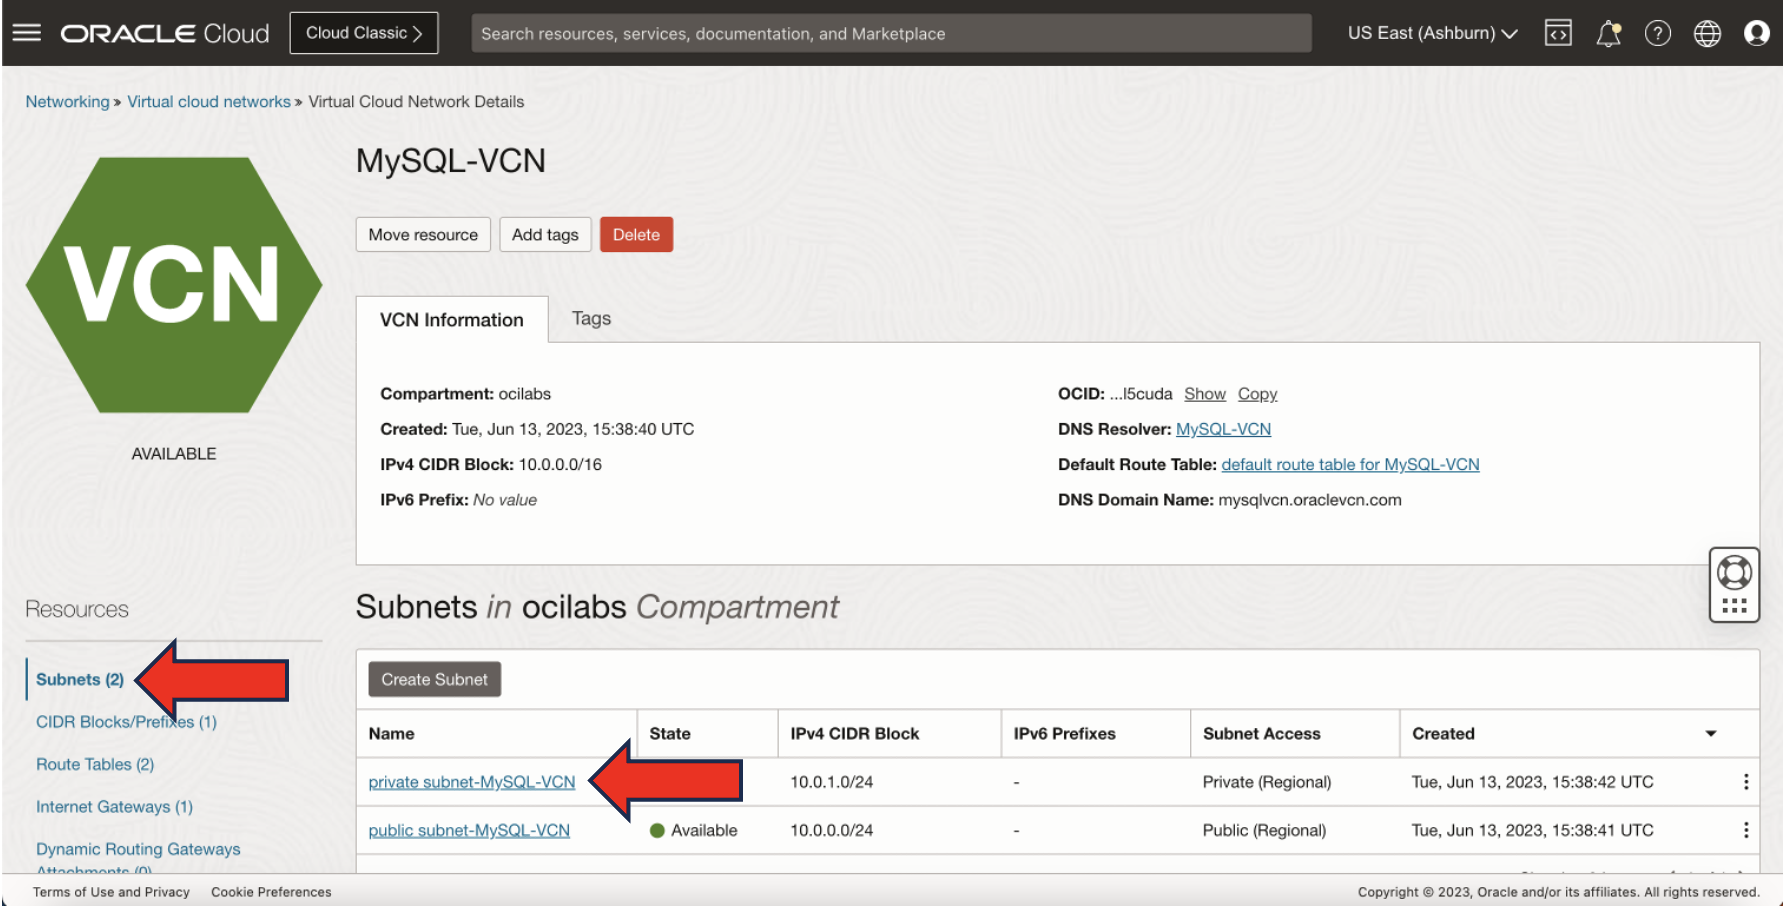 ORACLE Cloud
Cloud Classic >
Search resources, services, documentation, and Marketplace
US East (Ashburn)
Networking » Virtual cloud networks » Virtual Cloud Network Details
VCN
AVAILABLE
MySQL-VCN
Move resource
Add tags
Delete
VCN Information
Tags
Compartment: ocilabs
Created: Tue, Jun 13, 2023, 15:38:40 UTC
IPv4 CIDR Block: 10.0.0.0/16
IPv6 Prefix: No value
OCID: ...l5cuda Show Copy
DNS Resolver: MySQL-VCN
Default Route Table: default route table for MySQL-VCN
DNS Domain Name: mysqlvcn.oraclevcn.com
Resources
Subnets (2)
CIDR Blocks/Prefixes (1)
Route Tables (2)
Internet Gateways (1)
Dynamic Routing Gateways
Attachments (0)
Subnets in ocilabs Compartment
Create Subnet
Name State IPv4 CIDR Block IPv6 Prefixes Subnet Access Created
private subnet-MySQL-VCN 10.0.1.0/24 - Private (Regional) Tue, Jun 13, 2023, 15:38:42 UTC
public subnet-MySQL-VCN Available 10.0.0.0/24 - Public (Regional) Tue, Jun 13, 2023, 15:38:41 UTC
Terms of Use and Privacy Cookie Preferences
Copyright © 2023, Oracle and/or its affiliates. All rights reserved.